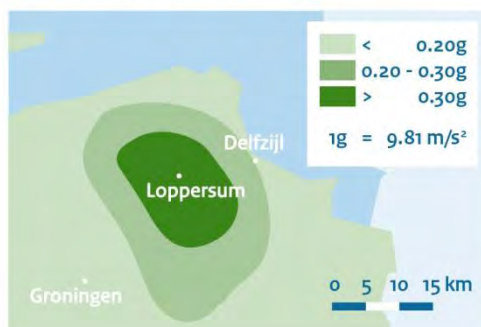 < 0.20g
0.20 - 0.30g
> 0.30g
1g = 9.81 m/s²
Delfzijl
Loppersum
Groningen
0 5 10 15 km